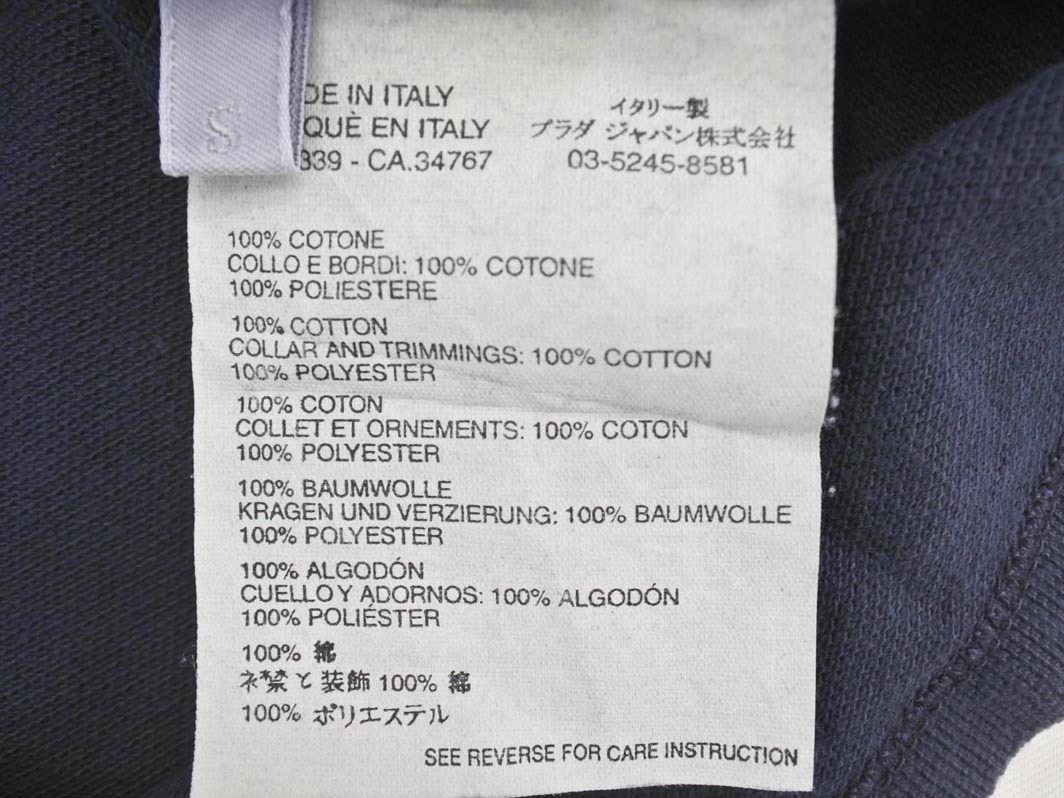 S
DE IN ITALY
QUÈ EN ITALY
339 - CA.34767
イタリー製
プラダ ジャパン株式会社
03-5245-8581
100% COTONE
COLLO E BORDI: 100% COTONE
100% POLIESTERE
100% COTTON
COLLAR AND TRIMMINGS: 100% COTTON
100% POLYESTER
100% COTON
COLLET ET ORNEMENTS: 100% COTON
100% POLYESTER
100% BAUMWOLLE
KRAGEN UND VERZIERUNG: 100% BAUMWOLLE
100% POLYESTER
100% ALGODÓN
CUELLO Y ADORNOS: 100% ALGODÓN
100% POLIÉSTER
100% 綿
ネ禁と装飾 100% 綿
100% ポリエステル
SEE REVERSE FOR CARE INSTRUCTION